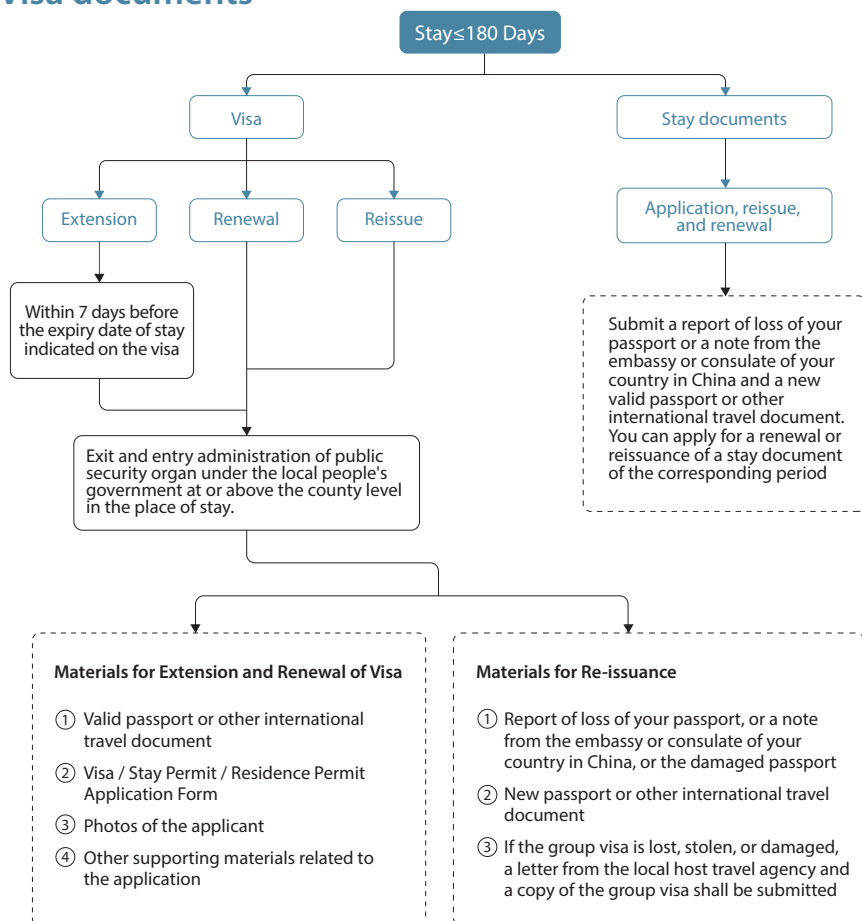 Visa documents
Stay≤180 Days
Visa
Stay documents
Extension
Renewal
Reissue
Application, reissue,
and renewal
Within 7 days before
the expiry date of stay
indicated on the visa
Submit a report of loss of your
passport or a note from the
embassy or consulate of your
country in China and a new
valid passport or other
international travel document.
You can apply for a renewal or
reissuance of a stay document
of the corresponding period
Exit and entry administration of public
security organ under the local people's
government at or above the county level
in the place of stay.
Materials for Extension and Renewal of Visa
① Valid passport or other international
travel document
② Visa / Stay Permit / Residence Permit
Application Form
③ Photos of the applicant
④ Other supporting materials related to
the application
Materials for Re-issuance
① Report of loss of your passport, or a note
from the embassy or consulate of your
country in China, or the damaged passport
② New passport or other international travel
document
③ If the group visa is lost, stolen, or damaged,
a letter from the local host travel agency and
a copy of the group visa shall be submitted